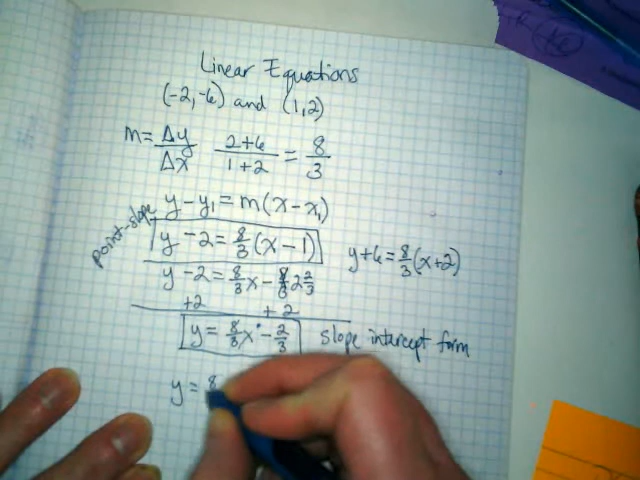 Linear Equations
(-2,-6) and (1,2)
m= Δy/Δx (2+6)/(1+2) = 8/3
y-y₁ = m(x-x₁)
point-slope
y-2 = 8/3(x-1) y+6 = 8/3(x+2)
y-2 = 8/3x - 2 2/3
+2 +2
y = 8/3x - 2/3 slope intercept form
y = 8